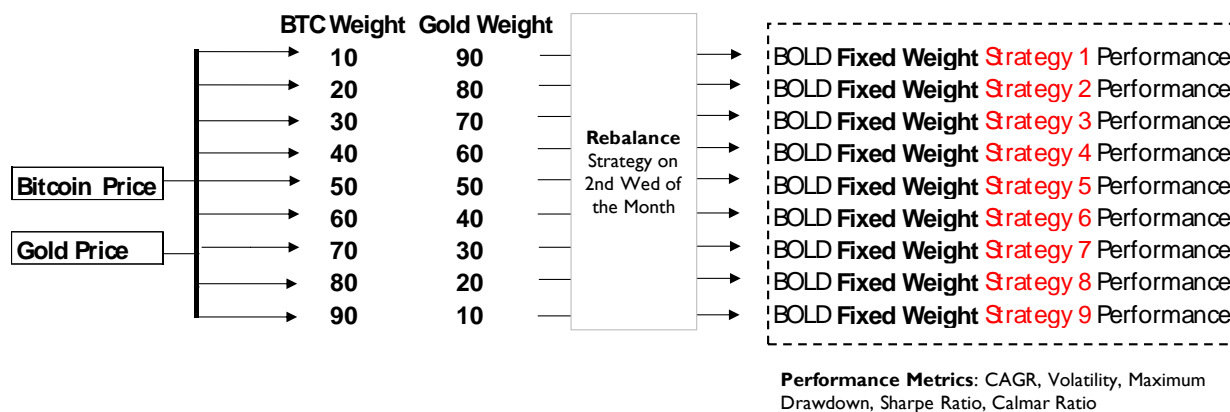 BTC Weight Gold Weight
10 90 BOLD Fixed Weight Strategy 1 Performance
20 80 BOLD Fixed Weight Strategy 2 Performance
30 70 BOLD Fixed Weight Strategy 3 Performance
40 60 BOLD Fixed Weight Strategy 4 Performance
50 50 BOLD Fixed Weight Strategy 5 Performance
60 40 BOLD Fixed Weight Strategy 6 Performance
70 30 BOLD Fixed Weight Strategy 7 Performance
80 20 BOLD Fixed Weight Strategy 8 Performance
90 10 BOLD Fixed Weight Strategy 9 Performance
Bitcoin Price
Gold Price
Rebalance
Strategy on
2nd Wed of
the Month
Performance Metrics: CAGR, Volatility, Maximum
Drawdown, Sharpe Ratio, Calmar Ratio